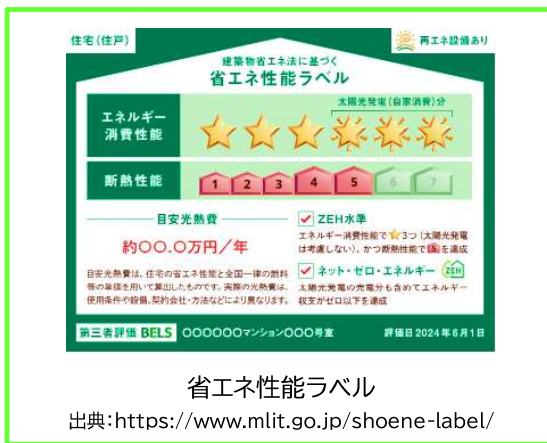 住宅(住戸)
再エネ設備あり
建築物省エネ法に基づく
省エネ性能ラベル
太陽光発電(自家消費)分
エネルギー
消費性能
断熱性能
1 2 3 4 5 6 7
目安光熱費
約〇〇.〇万円/年
目安光熱費は、住宅の省エネ性能と全国一律の燃料
等の単価を用いて算出したものです。実際の光熱費は、
使用条件や設備、契約会社・方法などにより異なります。
ZEH水準
エネルギー消費性能で★3つ(太陽光発電
は考慮しない)、かつ断熱性能で5を達成
ネット・ゼロ・エネルギー ZEH
太陽光発電の売電分も含めてエネルギー
収支がゼロ以下を達成
第三者評価 BELS 〇〇〇〇〇〇マンション〇〇〇号室 評価日2024年6月1日
省エネ性能ラベル
出典:https://www.mlit.go.jp/shoene-label/